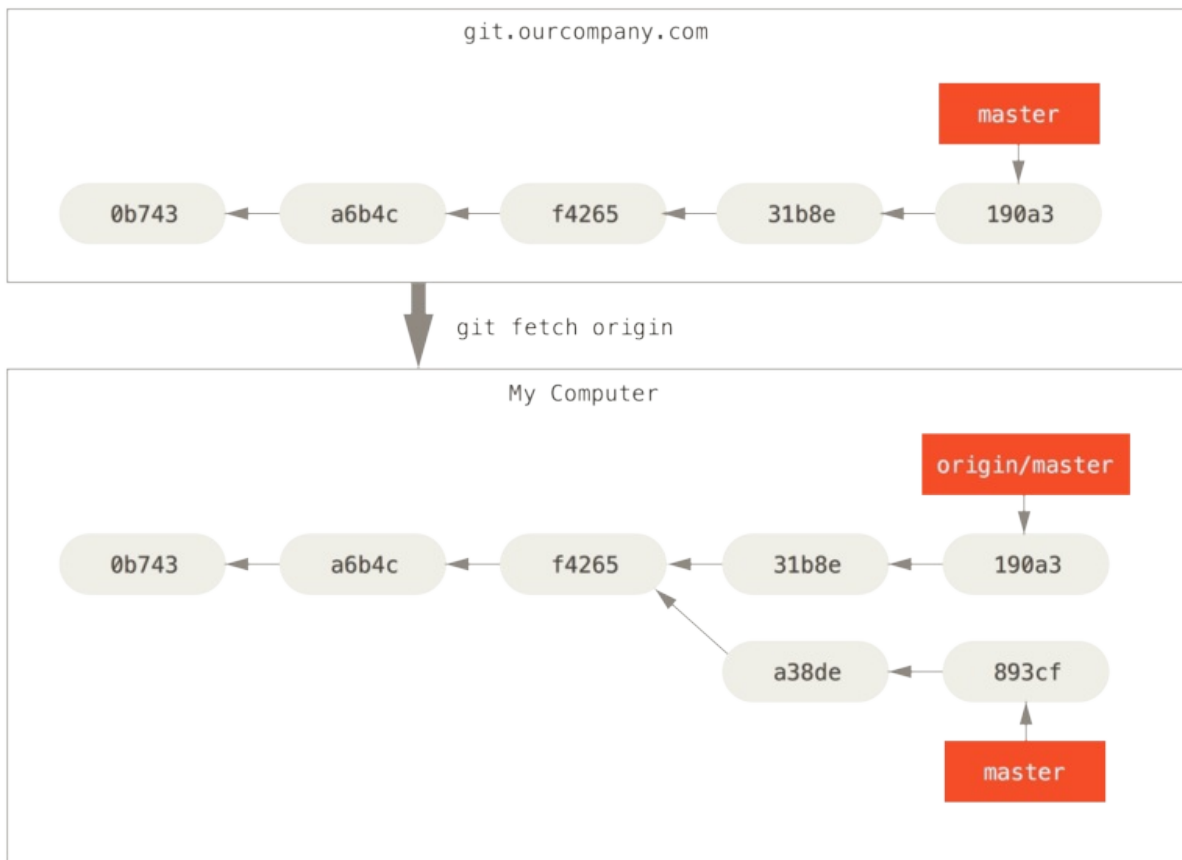 git.ourcompany.com
master
0b743 a6b4c f4265 31b8e 190a3
git fetch origin
My Computer
origin/master
0b743 a6b4c f4265 31b8e 190a3
a38de 893cf
master